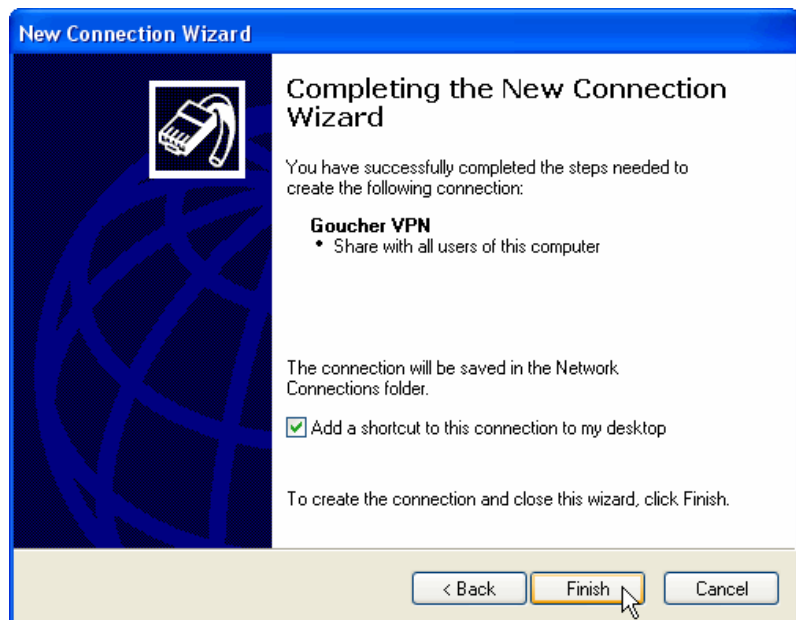 New Connection Wizard
Completing the New Connection
Wizard
You have successfully completed the steps needed to
create the following connection:
Goucher VPN
• Share with all users of this computer
The connection will be saved in the Network
Connections folder.
Add a shortcut to this connection to my desktop
To create the connection and close this wizard, click Finish.
< Back Finish Cancel